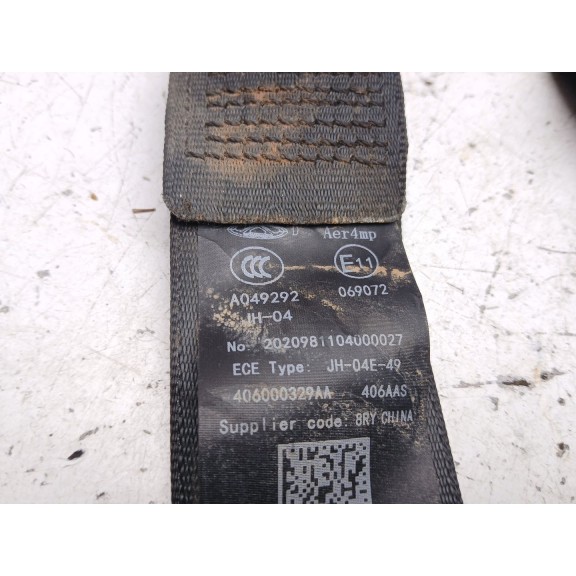 Aer4mp
CCC E11
A049292 069072
JH-04
No. 2020981104000027
ECE Type: JH-04E-49
406000329AA 406AAS
Supplier code: 8RY CHINA